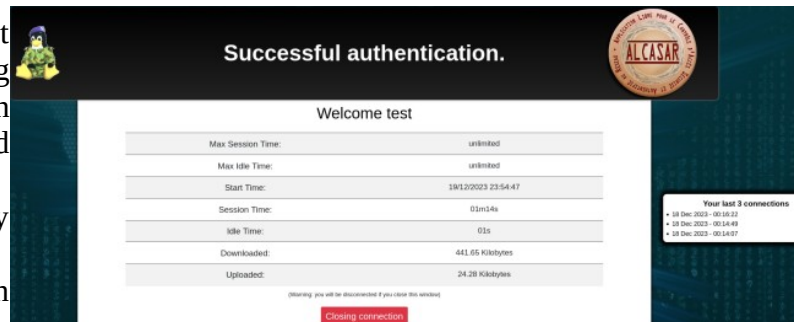 t
g
n
d
y
n
Successful authentication.
ALCASAR
Welcome test
Max Session Time: unlimited
Max Idle Time: unlimited
Start Time: 19/12/2023 23:54:47
Session Time: 01m14s
Idle Time: 01s
Downloaded: 441.65 Kilobytes
Uploaded: 24.28 Kilobytes
(Warning: you will be disconnected if you close this window)
Closing connection
Your last 3 connections
• 18 Dec 2023 - 00:16:22
• 18 Dec 2023 - 00:14:49
• 18 Dec 2023 - 00:14:07